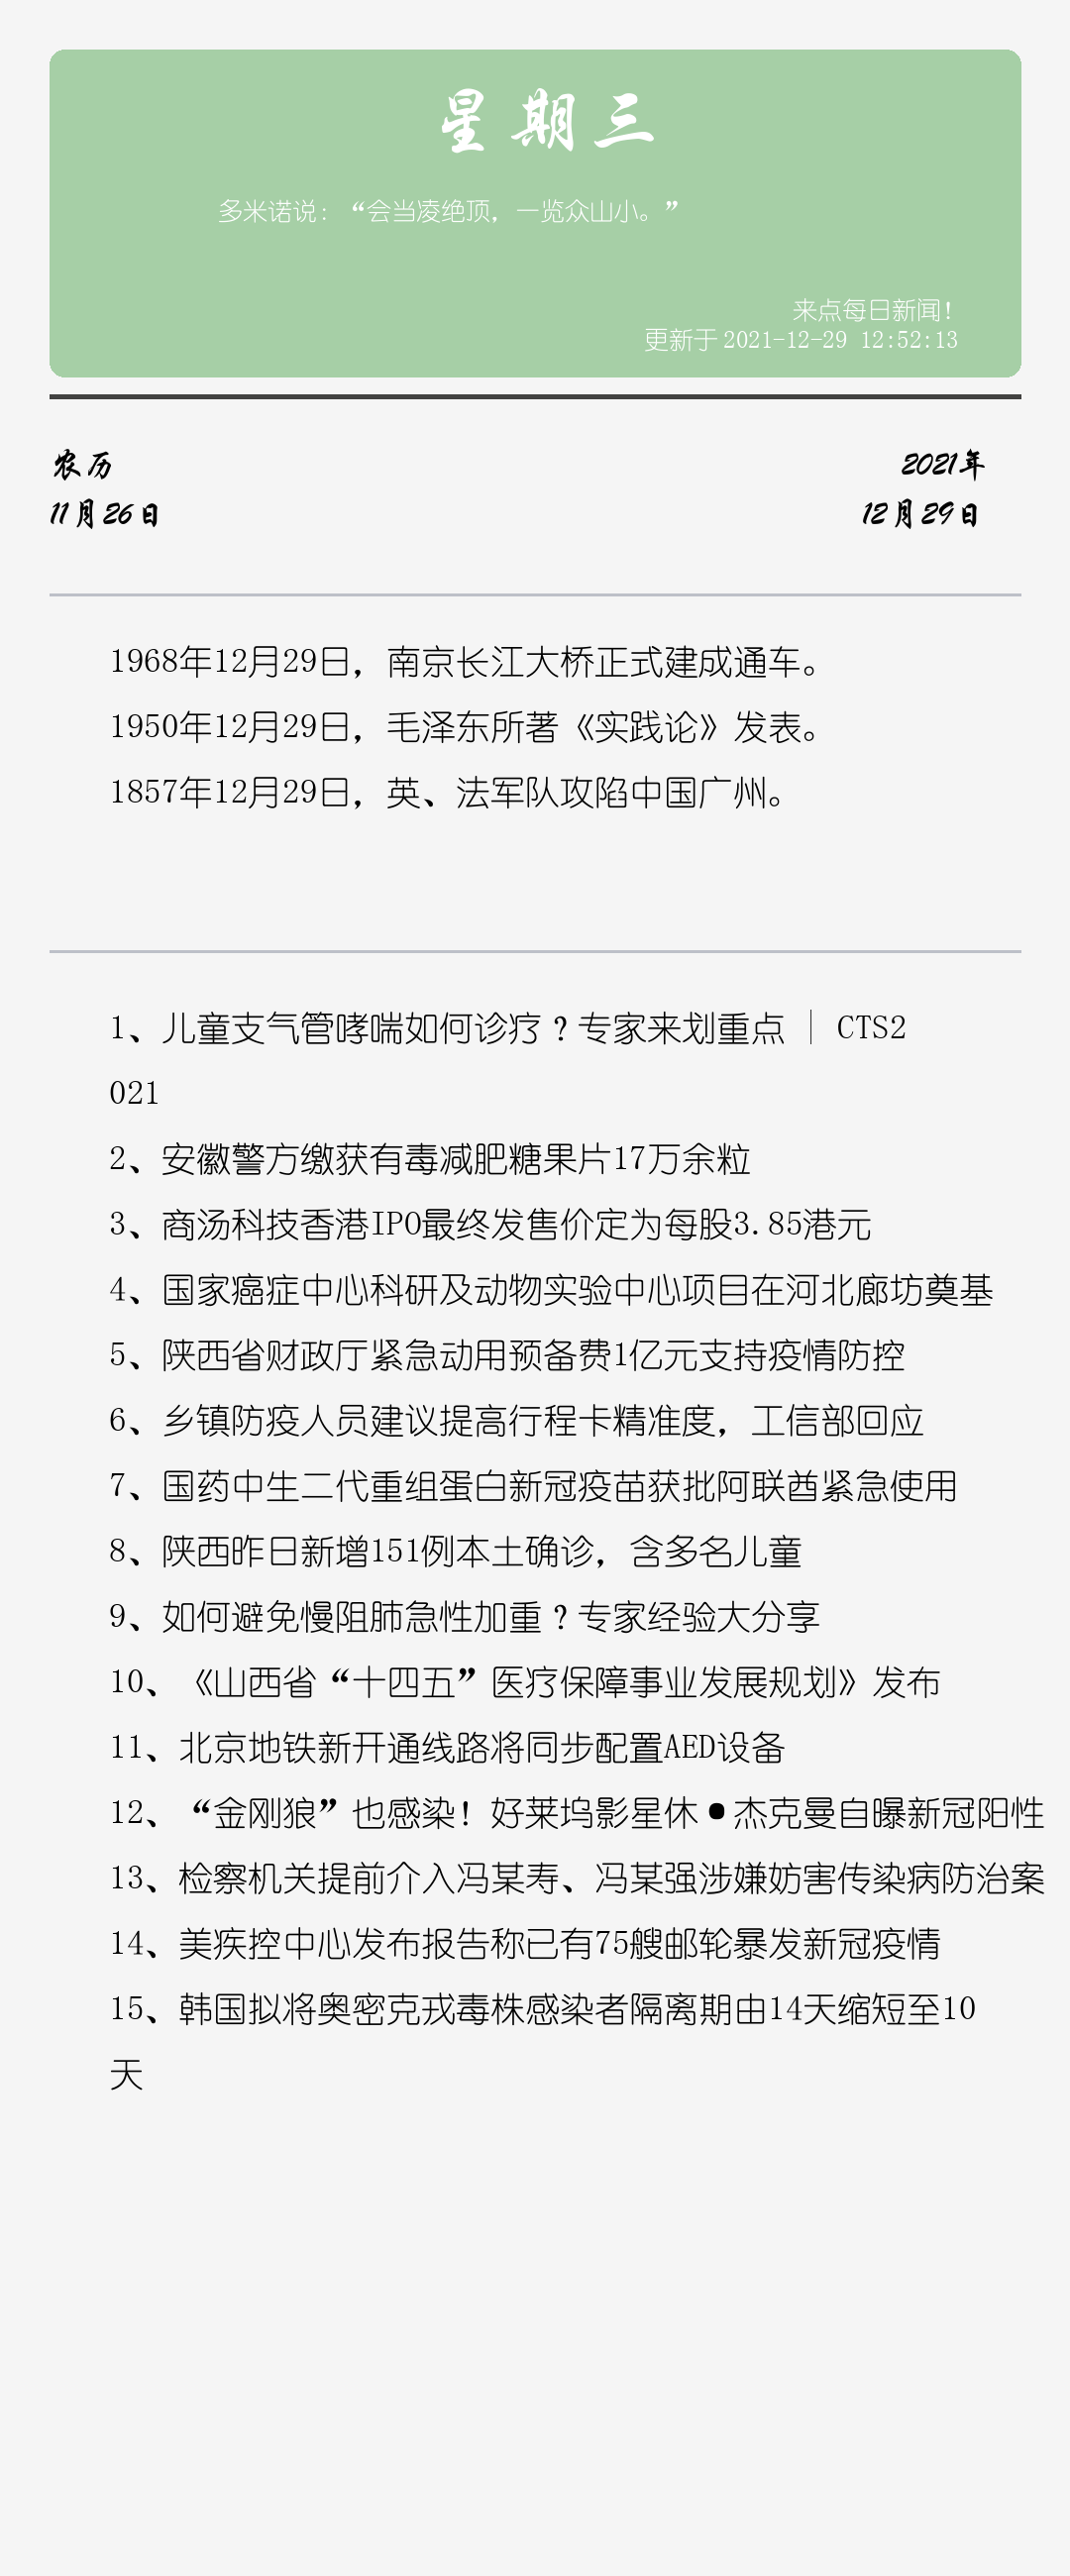 星期三
多米诺说：“会当凌绝顶，一览众山小。”
来点每日新闻！
更新于 2021-12-29 12:52:13
农历
2021年
11月26日
12月29日
1968年12月29日，南京长江大桥正式建成通车。
1950年12月29日，毛泽东所著《实践论》发表。
1857年12月29日，英、法军队攻陷中国广州。
1、儿童支气管哮喘如何诊疗？专家来划重点 | CTS2
021
2、安徽警方缴获有毒减肥糖果片17万余粒
3、商汤科技香港IPO最终发售价定为每股3.85港元
4、国家癌症中心科研及动物实验中心项目在河北廊坊奠基
5、陕西省财政厅紧急动用预备费1亿元支持疫情防控
6、乡镇防疫人员建议提高行程卡精准度，工信部回应
7、国药中生二代重组蛋白新冠疫苗获批阿联酋紧急使用
8、陕西昨日新增151例本土确诊，含多名儿童
9、如何避免慢阻肺急性加重？专家经验大分享
10、《山西省“十四五”医疗保障事业发展规划》发布
11、北京地铁新开通线路将同步配置AED设备
12、“金刚狼”也感染！好莱坞影星休•杰克曼自曝新冠阳性
13、检察机关提前介入冯某寿、冯某强涉嫌妨害传染病防治案
14、美疾控中心发布报告称已有75艘邮轮暴发新冠疫情
15、韩国拟将奥密克戎毒株感染者隔离期由14天缩短至10
天